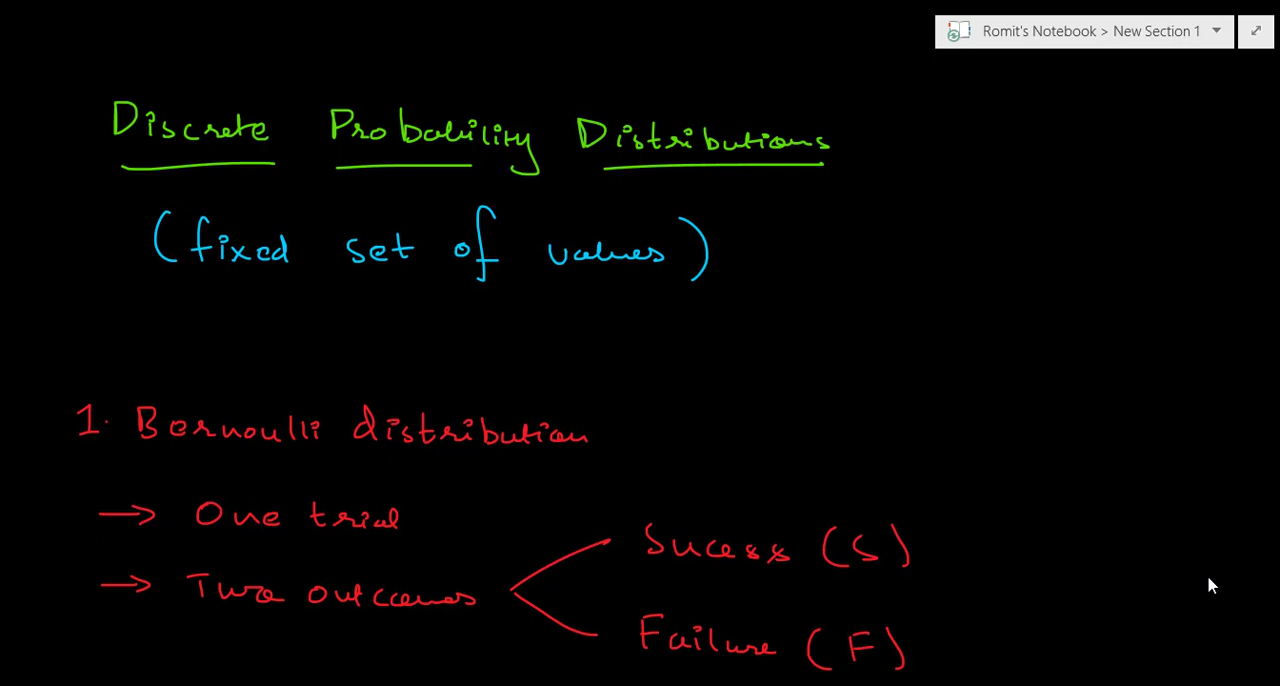 Romit's Notebook > New Section 1
Discrete Probability Distributions
(fixed set of values)
1. Bernoulli distribution
→ One trial
Sucess (S)
→ Two outcomes
Failure (F)